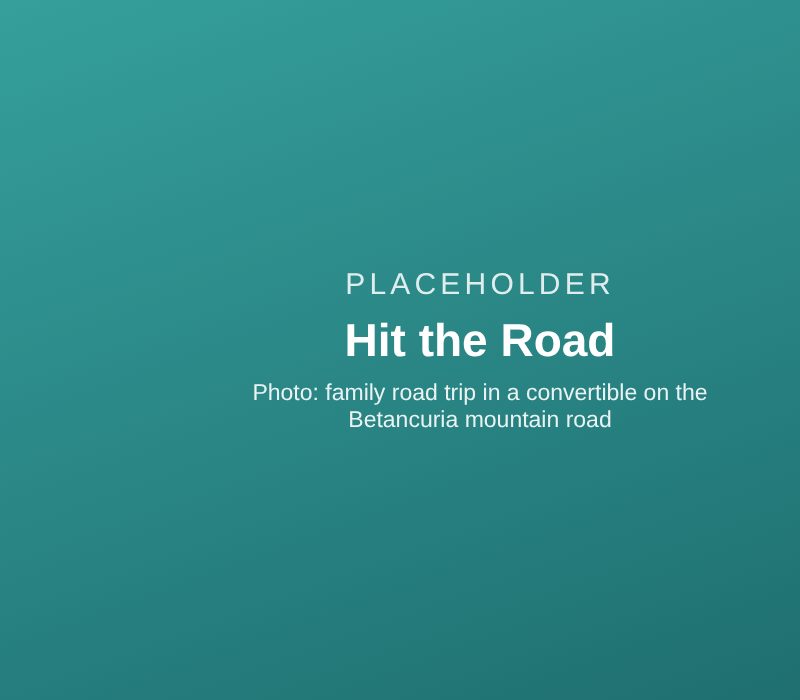 PLACEHOLDER
Hit the Road
Photo: family road trip in a convertible on the
Betancuria mountain road